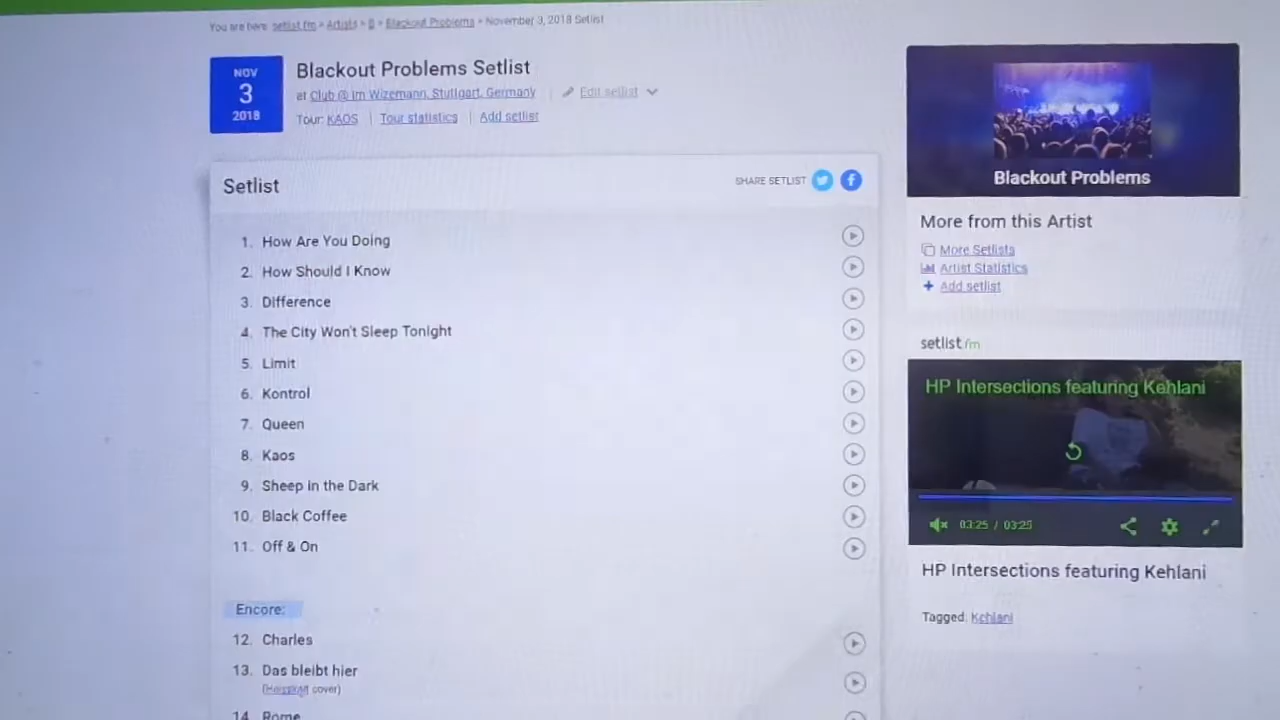 You are here: setlist.fm > Artists > B > Blackout Problems > November 3, 2018 Setlist
NOV
3
2018
Blackout Problems Setlist
at Club @ im Wizemann, Stuttgart, Germany
Edit setlist
Tour: KAOS
Tour statistics
Add setlist
Setlist
SHARE SETLIST
1. How Are You Doing
2. How Should I Know
3. Difference
4. The City Won't Sleep Tonight
5. Limit
6. Kontrol
7. Queen
8. Kaos
9. Sheep in the Dark
10. Black Coffee
11. Off & On
Encore:
12. Charles
13. Das bleibt hier
(Heisskalt cover)
14. Rome
Blackout Problems
More from this Artist
More Setlists
Artist Statistics
Add setlist
setlist.fm
HP Intersections featuring Kehlani
03:25 / 03:25
HP Intersections featuring Kehlani
Tagged: Kehlani